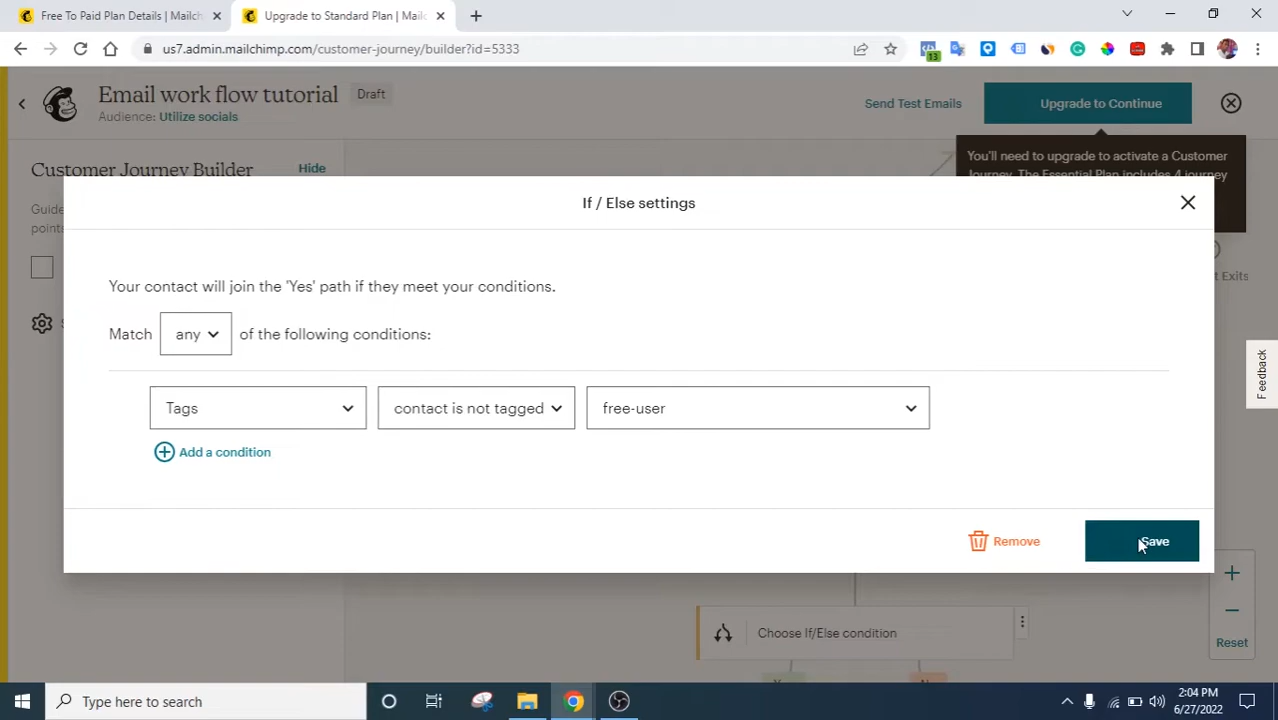 Free To Paid Plan Details | Mailch
Upgrade to Standard Plan | Mail
us7.admin.mailchimp.com/customer-journey/builder?id=5333
13
Email work flow tutorial
Draft
Audience: Utilize socials
Send Test Emails
Upgrade to Continue
You'll need to upgrade to activate a Customer
Journey. The Essential Plan includes 4 journey
Customer Journey Builder
Hide
Guide
points
t Exits
If / Else settings
Your contact will join the 'Yes' path if they meet your conditions.
Match any of the following conditions:
Tags
contact is not tagged
free-user
Add a condition
Remove
Save
Feedback
Choose If/Else condition
Reset
Type here to search
2:04 PM
6/27/2022